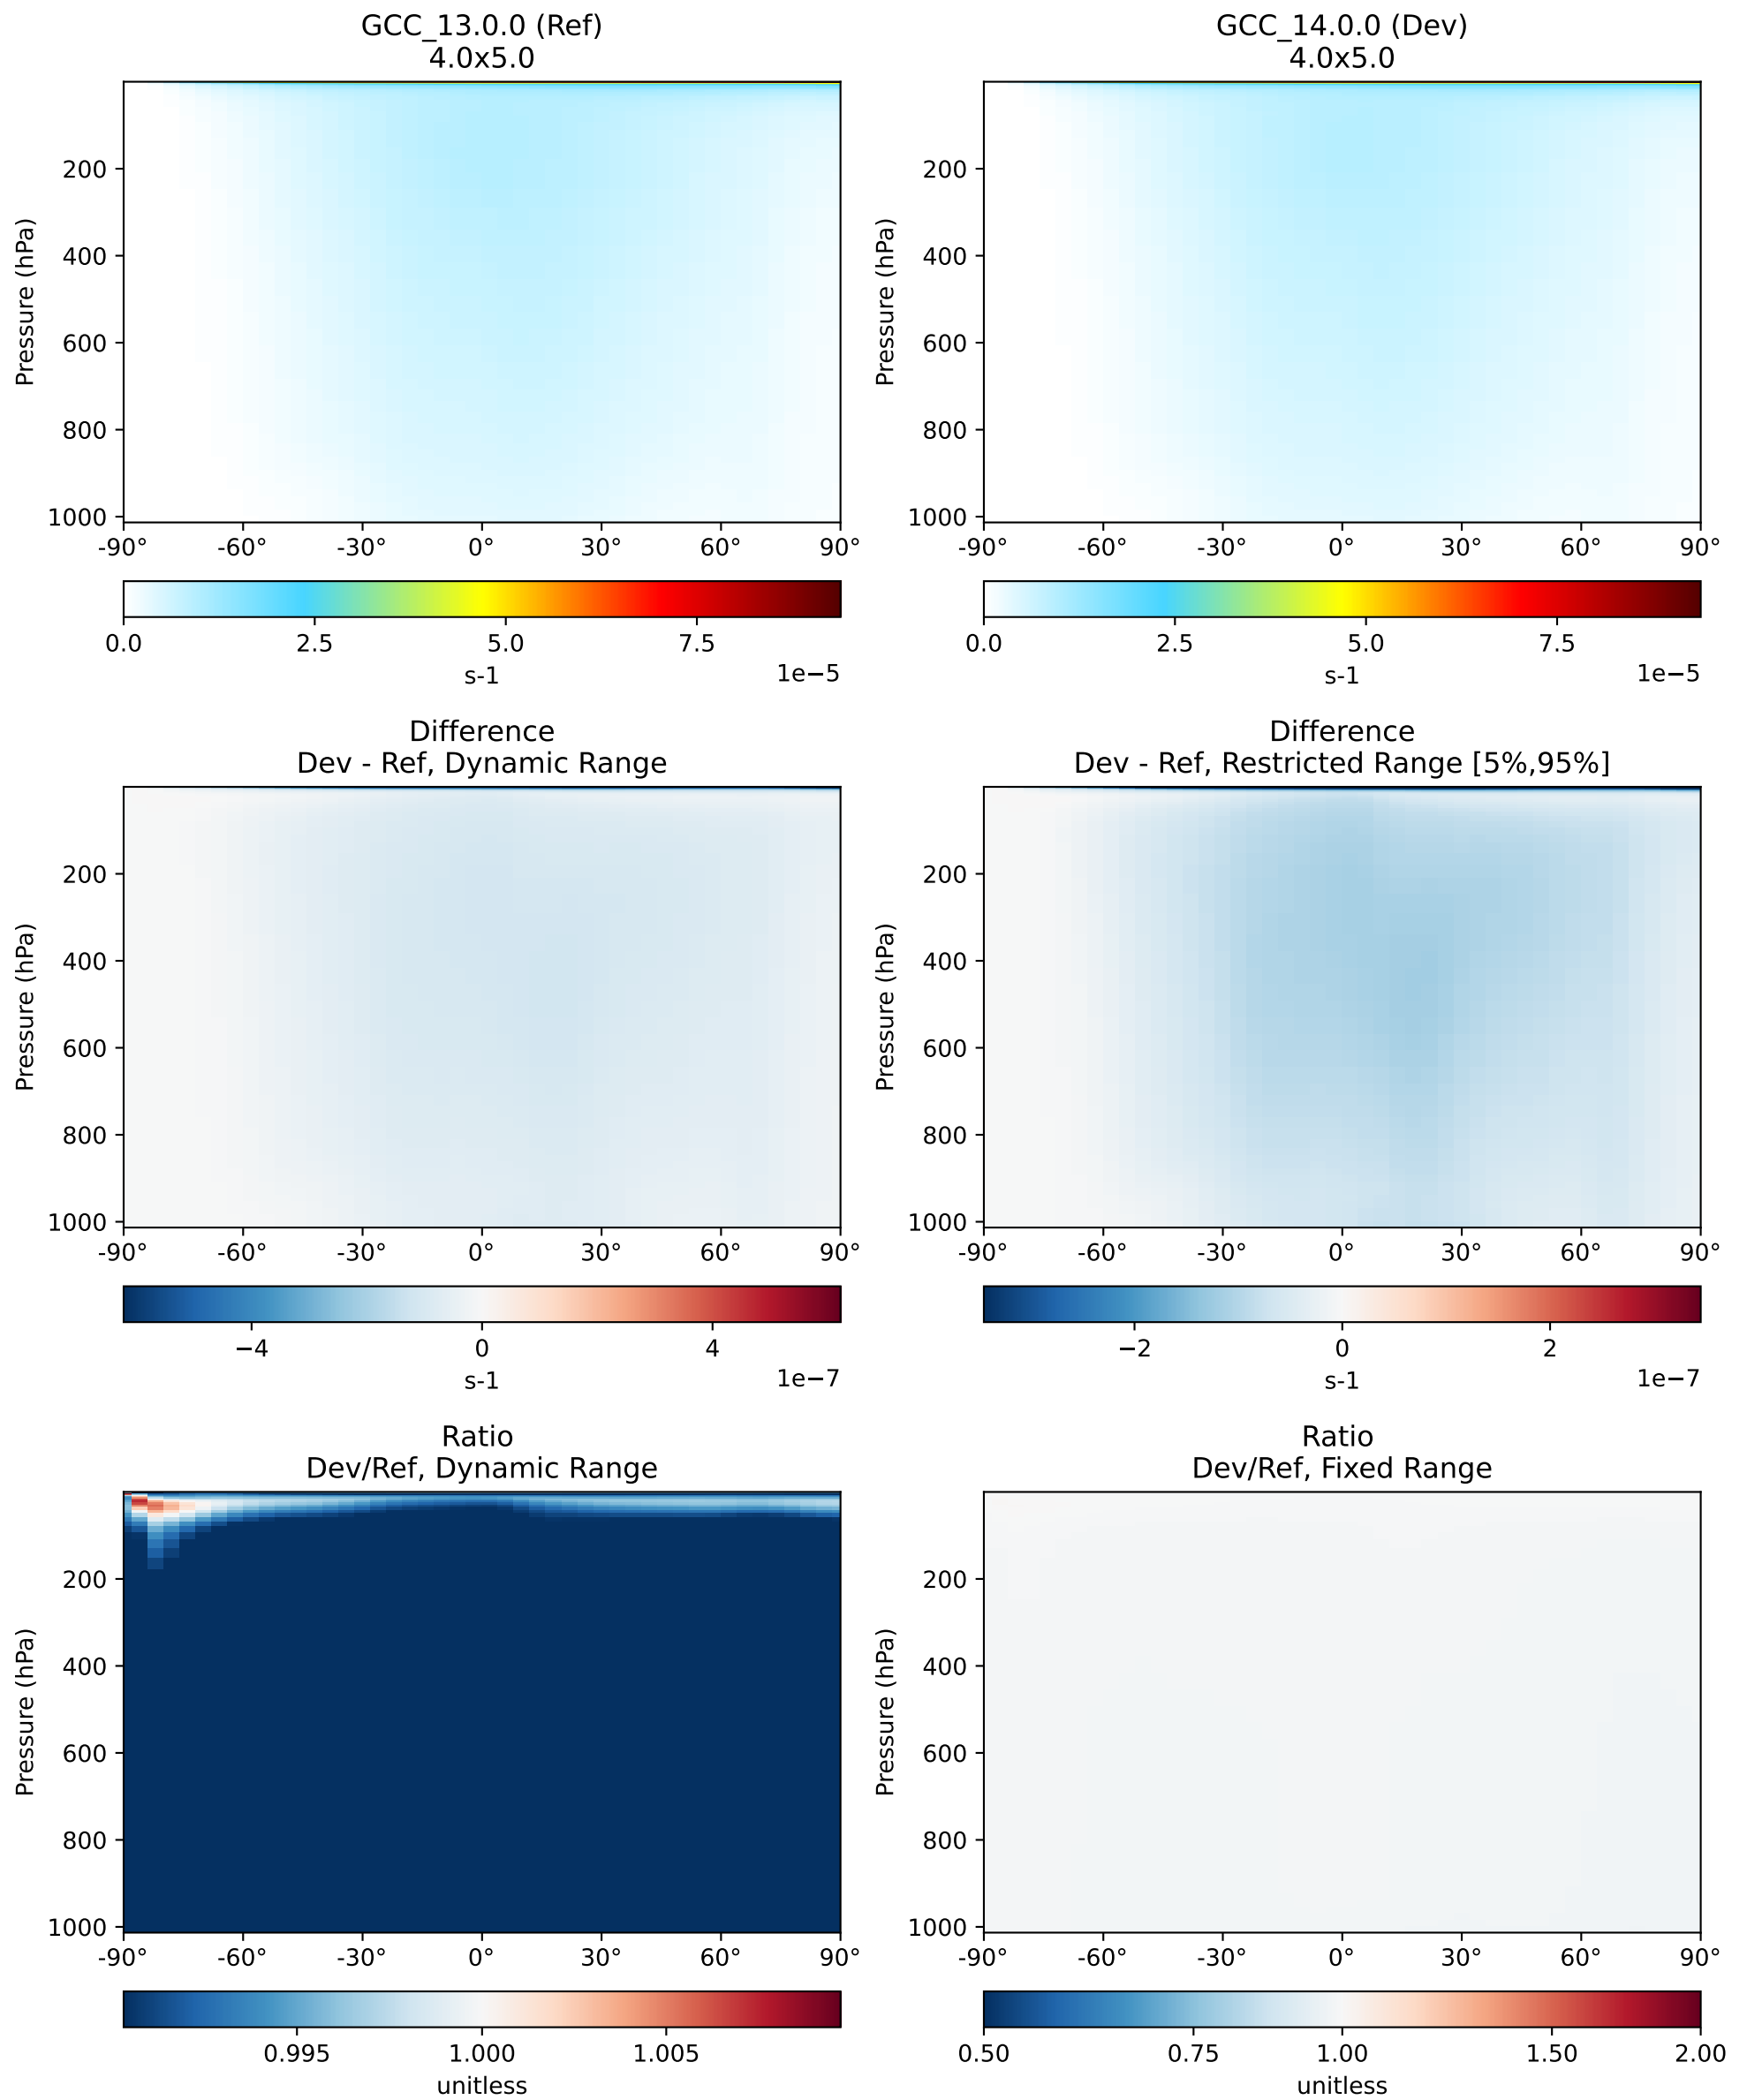 GCC_13.0.0 (Ref)
4.0x5.0
Pressure (hPa)
200
400
600
800
1000
-90° -60° -30° 0° 30° 60° 90°
0.0 2.5 5.0 7.5
s-1
1e−5
GCC_14.0.0 (Dev)
4.0x5.0
Pressure (hPa)
200
400
600
800
1000
-90° -60° -30° 0° 30° 60° 90°
0.0 2.5 5.0 7.5
s-1
1e−5
Difference
Dev - Ref, Dynamic Range
Pressure (hPa)
200
400
600
800
1000
-90° -60° -30° 0° 30° 60° 90°
−4 0 4
s-1
1e−7
Difference
Dev - Ref, Restricted Range [5%,95%]
Pressure (hPa)
200
400
600
800
1000
-90° -60° -30° 0° 30° 60° 90°
−2 0 2
s-1
1e−7
Ratio
Dev/Ref, Dynamic Range
Pressure (hPa)
200
400
600
800
1000
-90° -60° -30° 0° 30° 60° 90°
0.995 1.000 1.005
unitless
Ratio
Dev/Ref, Fixed Range
Pressure (hPa)
200
400
600
800
1000
-90° -60° -30° 0° 30° 60° 90°
0.50 0.75 1.00 1.50 2.00
unitless